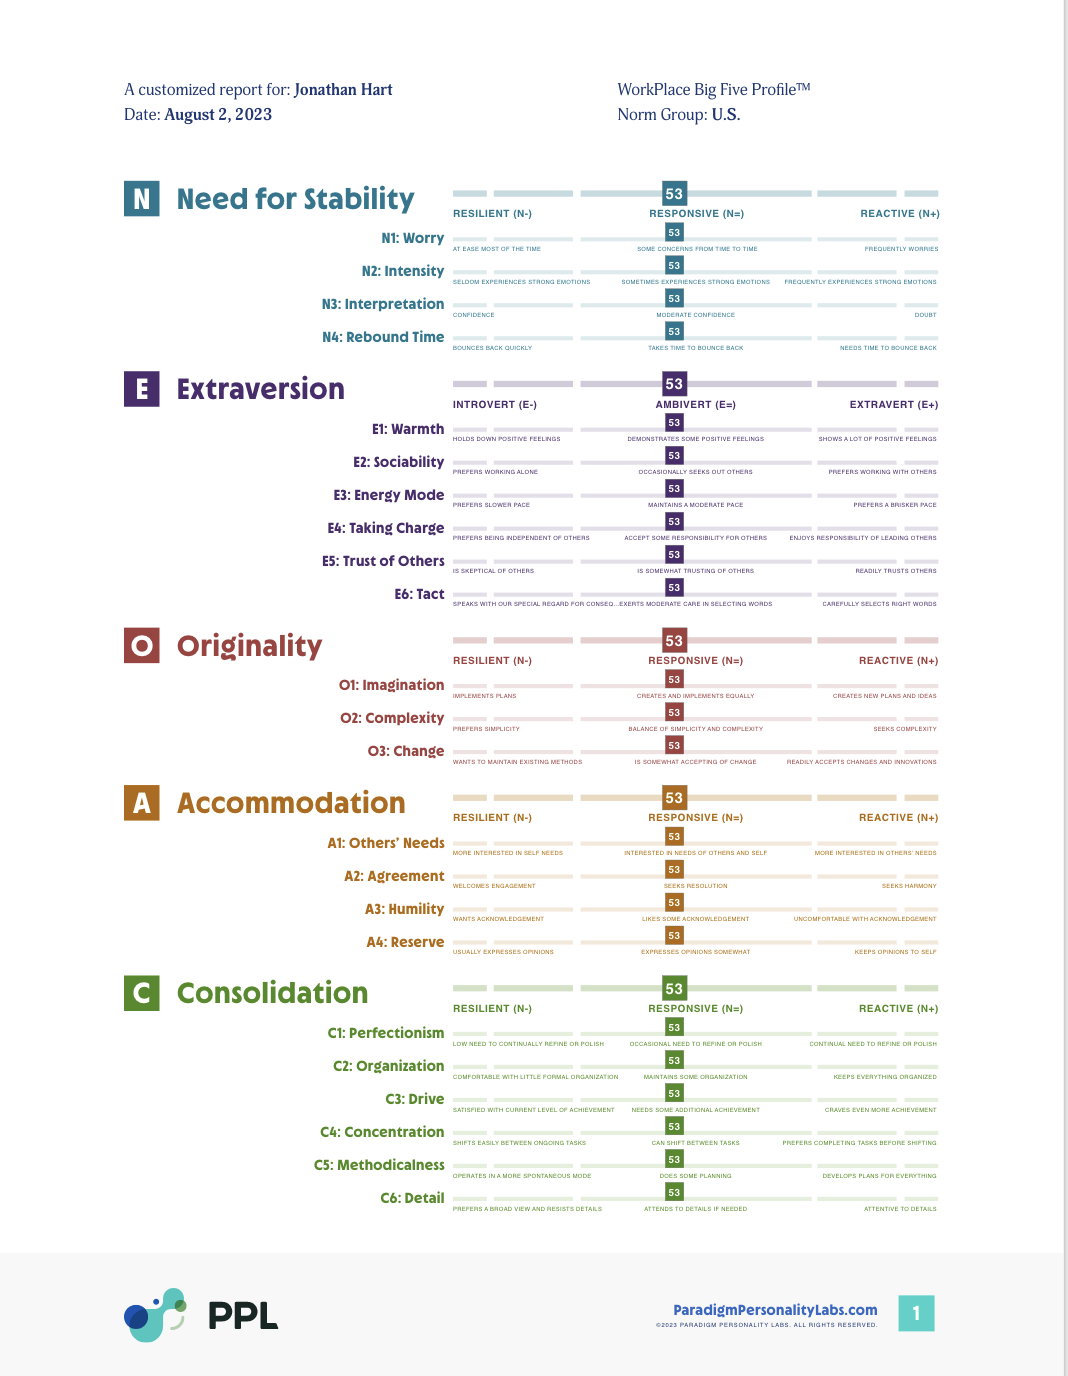 A customized report for: Jonathan Hart
Date: August 2, 2023
WorkPlace Big Five Profile™
Norm Group: U.S.
N Need for Stability
53
RESILIENT (N-) RESPONSIVE (N=) REACTIVE (N+)
N1: Worry 53
AT EASE MOST OF THE TIME SOME CONCERNS FROM TIME TO TIME FREQUENTLY WORRIES
N2: Intensity 53
SELDOM EXPERIENCES STRONG EMOTIONS SOMETIMES EXPERIENCES STRONG EMOTIONS FREQUENTLY EXPERIENCES STRONG EMOTIONS
N3: Interpretation 53
CONFIDENCE MODERATE CONFIDENCE DOUBT
N4: Rebound Time 53
BOUNCES BACK QUICKLY TAKES TIME TO BOUNCE BACK NEEDS TIME TO BOUNCE BACK
E Extraversion
53
INTROVERT (E-) AMBIVERT (E=) EXTRAVERT (E+)
E1: Warmth 53
HOLDS DOWN POSITIVE FEELINGS DEMONSTRATES SOME POSITIVE FEELINGS SHOWS A LOT OF POSITIVE FEELINGS
E2: Sociability 53
PREFERS WORKING ALONE OCCASIONALLY SEEKS OUT OTHERS PREFERS WORKING WITH OTHERS
E3: Energy Mode 53
PREFERS SLOWER PACE MAINTAINS A MODERATE PACE PREFERS A BRISKER PACE
E4: Taking Charge 53
PREFERS BEING INDEPENDENT OF OTHERS ACCEPT SOME RESPONSIBILITY FOR OTHERS ENJOYS RESPONSIBILITY OF LEADING OTHERS
E5: Trust of Others 53
IS SKEPTICAL OF OTHERS IS SOMEWHAT TRUSTING OF OTHERS READILY TRUSTS OTHERS
E6: Tact 53
SPEAKS WITH OUR SPECIAL REGARD FOR CONSEQ... EXERTS MODERATE CARE IN SELECTING WORDS CAREFULLY SELECTS RIGHT WORDS
O Originality
53
RESILIENT (N-) RESPONSIVE (N=) REACTIVE (N+)
O1: Imagination 53
IMPLEMENTS PLANS CREATES AND IMPLEMENTS EQUALLY CREATES NEW PLANS AND IDEAS
O2: Complexity 53
PREFERS SIMPLICITY BALANCE OF SIMPLICITY AND COMPLEXITY SEEKS COMPLEXITY
O3: Change 53
WANTS TO MAINTAIN EXISTING METHODS IS SOMEWHAT ACCEPTING OF CHANGE READILY ACCEPTS CHANGES AND INNOVATIONS
A Accommodation
53
RESILIENT (N-) RESPONSIVE (N=) REACTIVE (N+)
A1: Others' Needs 53
MORE INTERESTED IN SELF NEEDS INTERESTED IN NEEDS OF OTHERS AND SELF MORE INTERESTED IN OTHERS' NEEDS
A2: Agreement 53
WELCOMES ENGAGEMENT SEEKS RESOLUTION SEEKS HARMONY
A3: Humility 53
WANTS ACKNOWLEDGEMENT LIKES SOME ACKNOWLEDGEMENT UNCOMFORTABLE WITH ACKNOWLEDGEMENT
A4: Reserve 53
USUALLY EXPRESSES OPINIONS EXPRESSES OPINIONS SOMEWHAT KEEPS OPINIONS TO SELF
C Consolidation
53
RESILIENT (N-) RESPONSIVE (N=) REACTIVE (N+)
C1: Perfectionism 53
LOW NEED TO CONTINUALLY REFINE OR POLISH OCCASIONAL NEED TO REFINE OR POLISH CONTINUAL NEED TO REFINE OR POLISH
C2: Organization 53
COMFORTABLE WITH LITTLE FORMAL ORGANIZATION MAINTAINS SOME ORGANIZATION KEEPS EVERYTHING ORGANIZED
C3: Drive 53
SATISFIED WITH CURRENT LEVEL OF ACHIEVEMENT NEEDS SOME ADDITIONAL ACHIEVEMENT CRAVES EVEN MORE ACHIEVEMENT
C4: Concentration 53
SHIFTS EASILY BETWEEN ONGOING TASKS CAN SHIFT BETWEEN TASKS PREFERS COMPLETING TASKS BEFORE SHIFTING
C5: Methodicalness 53
OPERATES IN A MORE SPONTANEOUS MODE DOES SOME PLANNING DEVELOPS PLANS FOR EVERYTHING
C6: Detail 53
PREFERS A BROAD VIEW AND RESISTS DETAILS ATTENDS TO DETAILS IF NEEDED ATTENTIVE TO DETAILS
PPL
ParadigmPersonalityLabs.com
©2023 PARADIGM PERSONALITY LABS. ALL RIGHTS RESERVED.
1